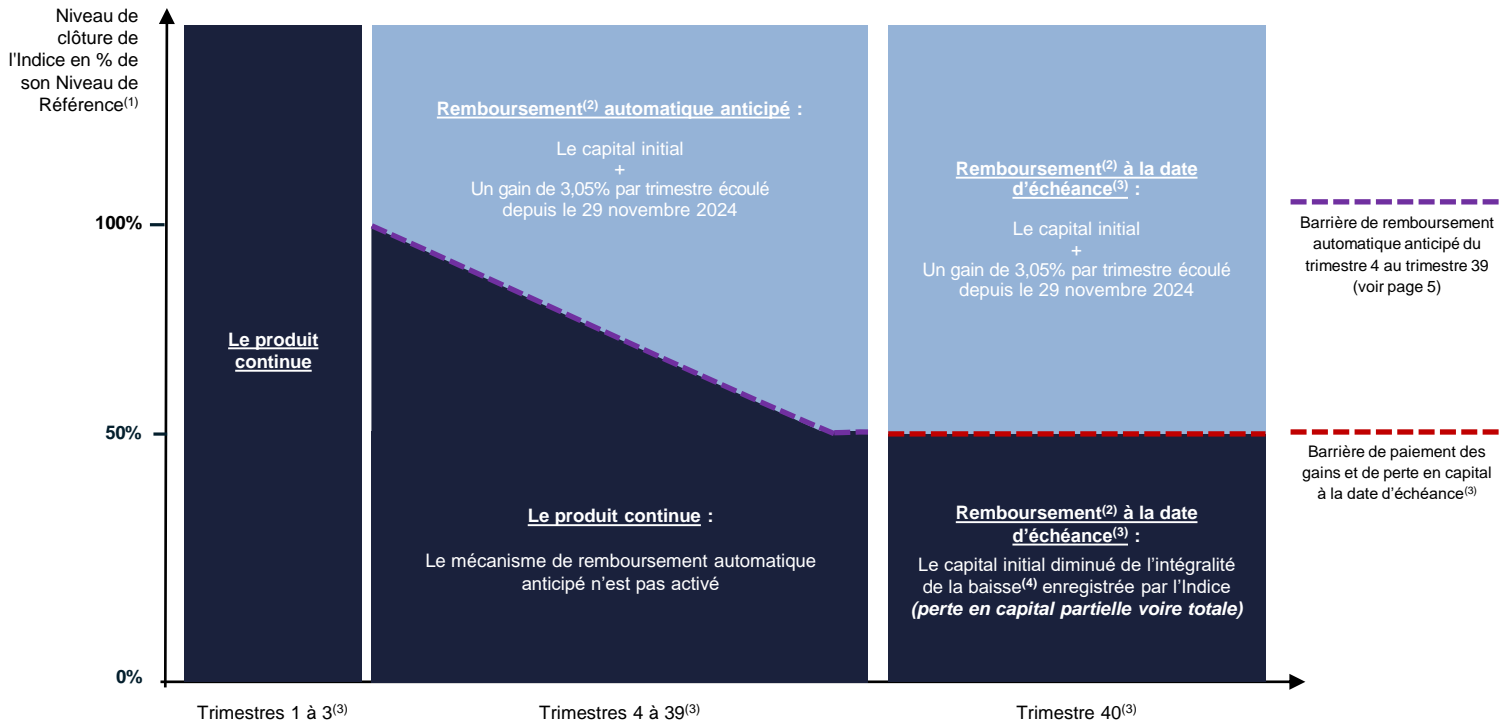 Niveau de
clôture de
l'Indice en % de
son Niveau de
Référence(1)
100%
50%
0%
Le produit
continue
Remboursement(2) automatique anticipé :
Le capital initial
+
Un gain de 3,05% par trimestre écoulé
depuis le 29 novembre 2024
Le produit continue :
Le mécanisme de remboursement automatique
anticipé n’est pas activé
Remboursement(2) à la date
d’échéance(3) :
Le capital initial
+
Un gain de 3,05% par trimestre écoulé
depuis le 29 novembre 2024
Remboursement(2) à la date
d’échéance(3) :
Le capital initial diminué de l’intégralité
de la baisse(4) enregistrée par l’Indice
(perte en capital partielle voire totale)
Barrière de remboursement
automatique anticipé du
trimestre 4 au trimestre 39
(voir page 5)
Barrière de paiement des
gains et de perte en capital
à la date d’échéance(3)
Trimestres 1 à 3(3)
Trimestres 4 à 39(3)
Trimestre 40(3)